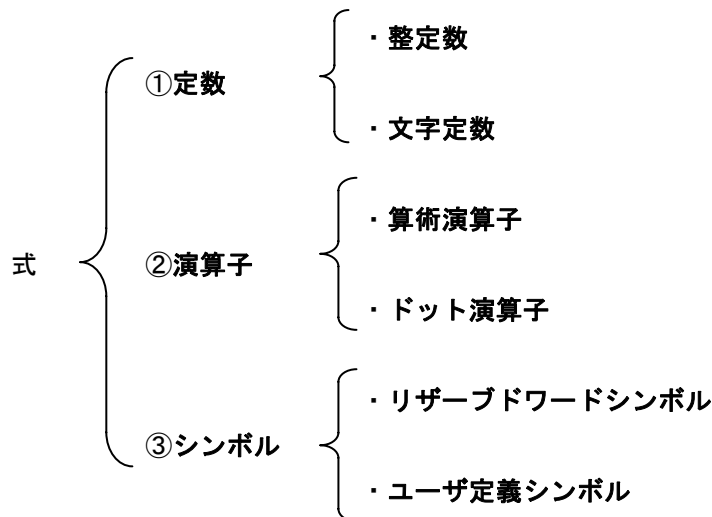 ・整定数
①定数
・文字定数
・算術演算子
式
②演算子
・ドット演算子
・リザーブドワードシンボル
③シンボル
・ユーザ定義シンボル